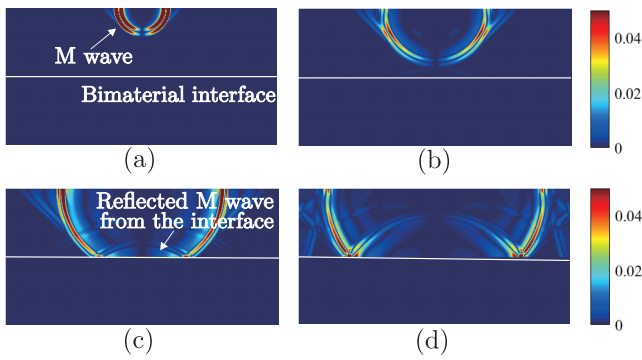 M wave
Bimaterial interface
0.04
0.02
0
(a)
(b)
Reflected M wave
from the interface
0.04
0.02
0
(c)
(d)